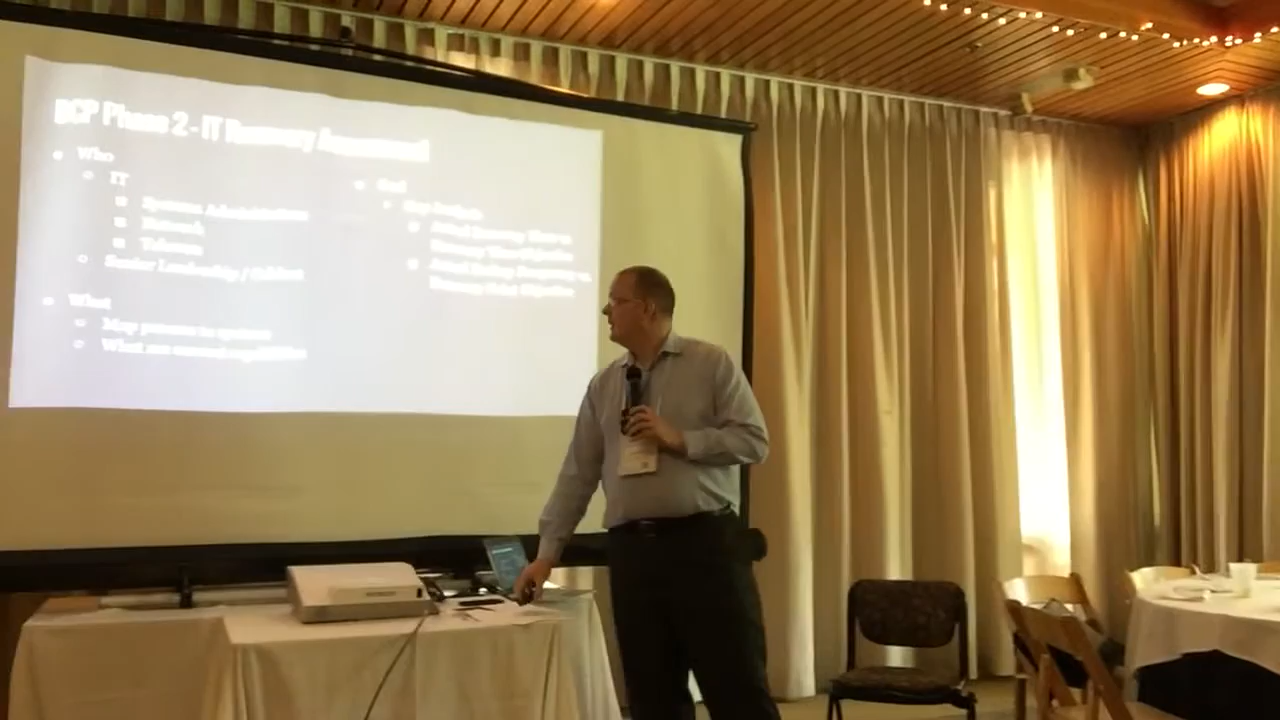 BCP Phase 2 - IT Recovery Assessment
Who
IT
Systems Administrators
Network
Telecom
Senior Leadership / Cabinet
What
Map process to systems
What are current capabilities
Goal
Gap Analysis
Actual Recovery Time vs.
Recovery Time Objective
Actual Backup Frequency vs.
Recovery Point Objective